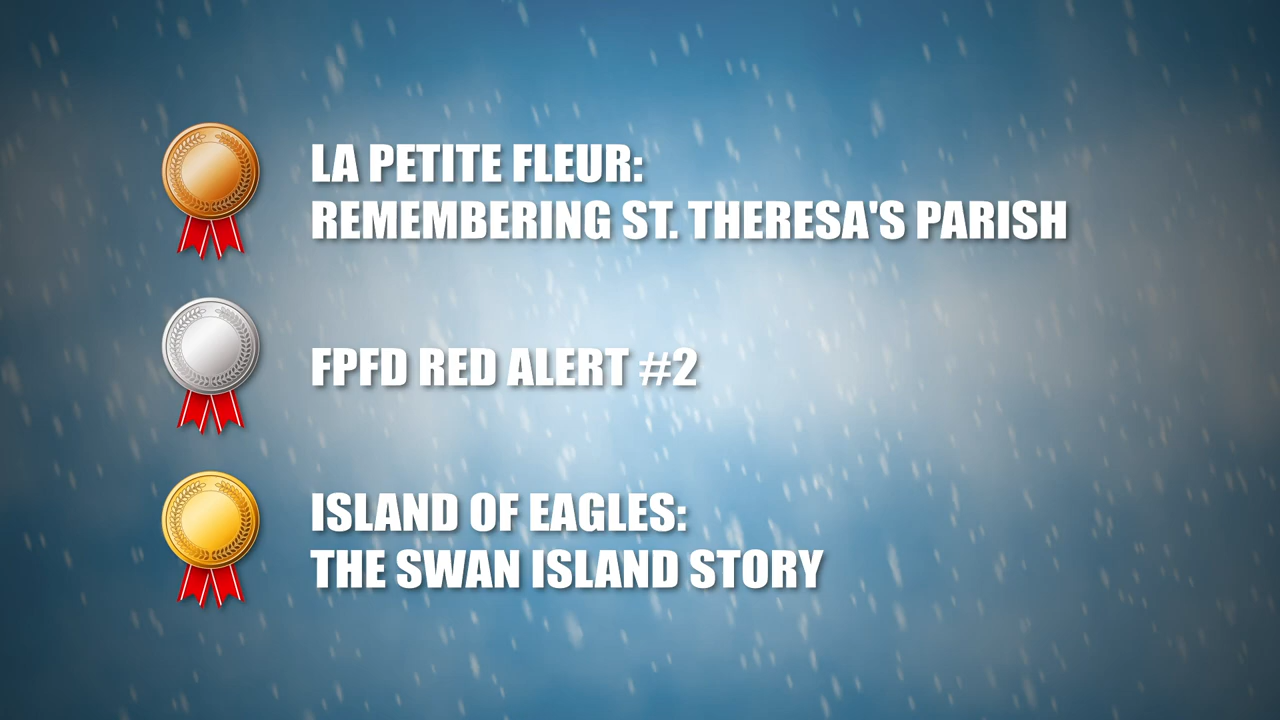 LA PETITE FLEUR:
REMEMBERING ST. THERESA'S PARISH
FPFD RED ALERT #2
ISLAND OF EAGLES:
THE SWAN ISLAND STORY